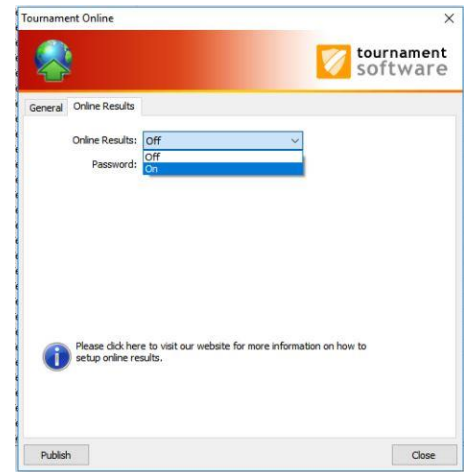 Tournament Online
tournament
software
General
Online Results
Online Results: Off
Off
On
Password:
Please click here to visit our website for more information on how to
setup online results.
Publish
Close